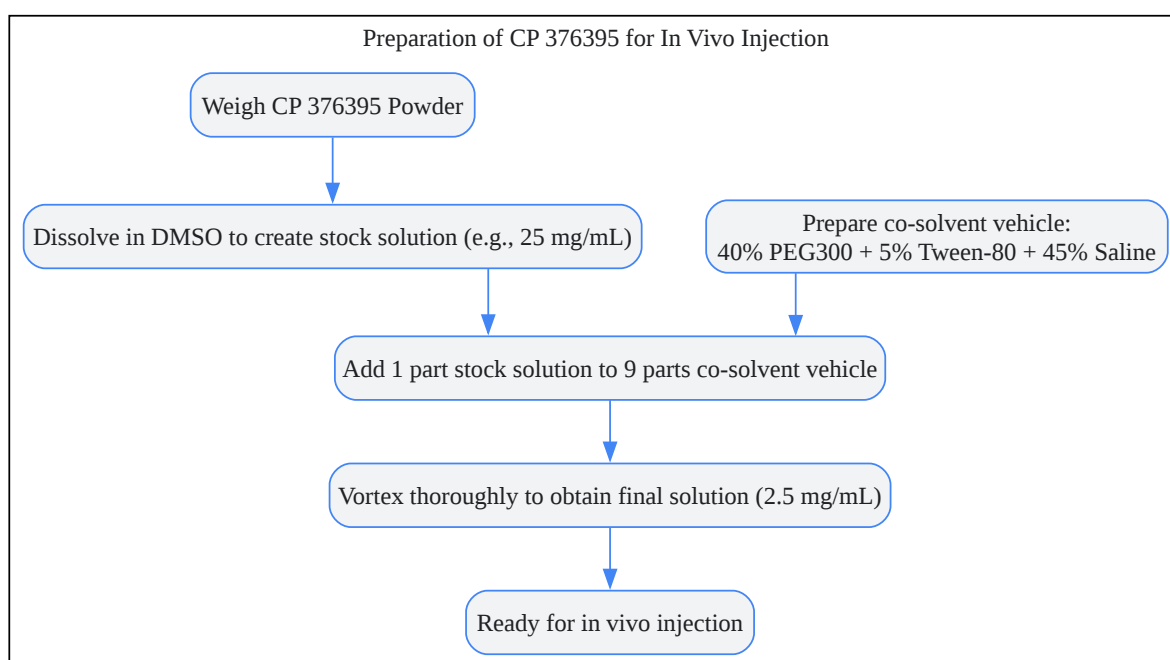 Preparation of CP 376395 for In Vivo Injection
Weigh CP 376395 Powder
Dissolve in DMSO to create stock solution (e.g., 25 mg/mL)
Prepare co-solvent vehicle:
40% PEG300 + 5% Tween-80 + 45% Saline
Add 1 part stock solution to 9 parts co-solvent vehicle
Vortex thoroughly to obtain final solution (2.5 mg/mL)
Ready for in vivo injection